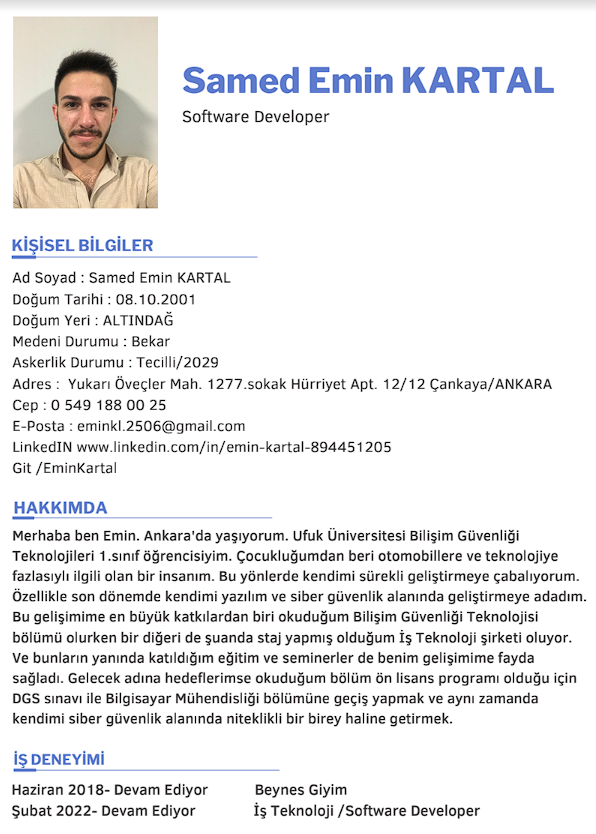 Samed Emin KARTAL
Software Developer
KİŞİSEL BİLGİLER
Ad Soyad : Samed Emin KARTAL
Doğum Tarihi : 08.10.2001
Doğum Yeri : ALTINDAĞ
Medeni Durumu : Bekar
Askerlik Durumu : Tecilli/2029
Adres :  Yukarı Öveçler Mah. 1277.sokak Hürriyet Apt. 12/12 Çankaya/ANKARA
Cep : 0 549 188 00 25
E-Posta : eminkl.2506@gmail.com
LinkedIN www.linkedin.com/in/emin-kartal-894451205
Git /EminKartal
HAKKIMDA
Merhaba ben Emin. Ankara'da yaşıyorum. Ufuk Üniversitesi Bilişim Güvenliği
Teknolojileri 1.sınıf öğrencisiyim. Çocukluğumdan beri otomobillere ve teknolojiye
fazlasıyla ilgili olan bir insanım. Bu yönlerde kendimi sürekli geliştirmeye çabalıyorum.
Özellikle son dönemde kendimi yazılım ve siber güvenlik alanında geliştirmeye adadım.
Bu gelişimime en büyük katkılardan biri okuduğum Bilişim Güvenliği Teknolojisi
bölümü olurken bir diğeri de şuanda staj yapmış olduğum İş Teknoloji şirketi oluyor.
Ve bunların yanında katıldığım eğitim ve seminerler de benim gelişimime fayda
sağladı. Gelecek adına hedeflerimse okuduğum bölüm ön lisans programı olduğu için
DGS sınavı ile Bilgisayar Mühendisliği bölümüne geçiş yapmak ve aynı zamanda
kendimi siber güvenlik alanında niteklikli bir birey haline getirmek.
İŞ DENEYİMİ
Haziran 2018- Devam Ediyor Beynes Giyim
Şubat 2022- Devam Ediyor İş Teknoloji /Software Developer